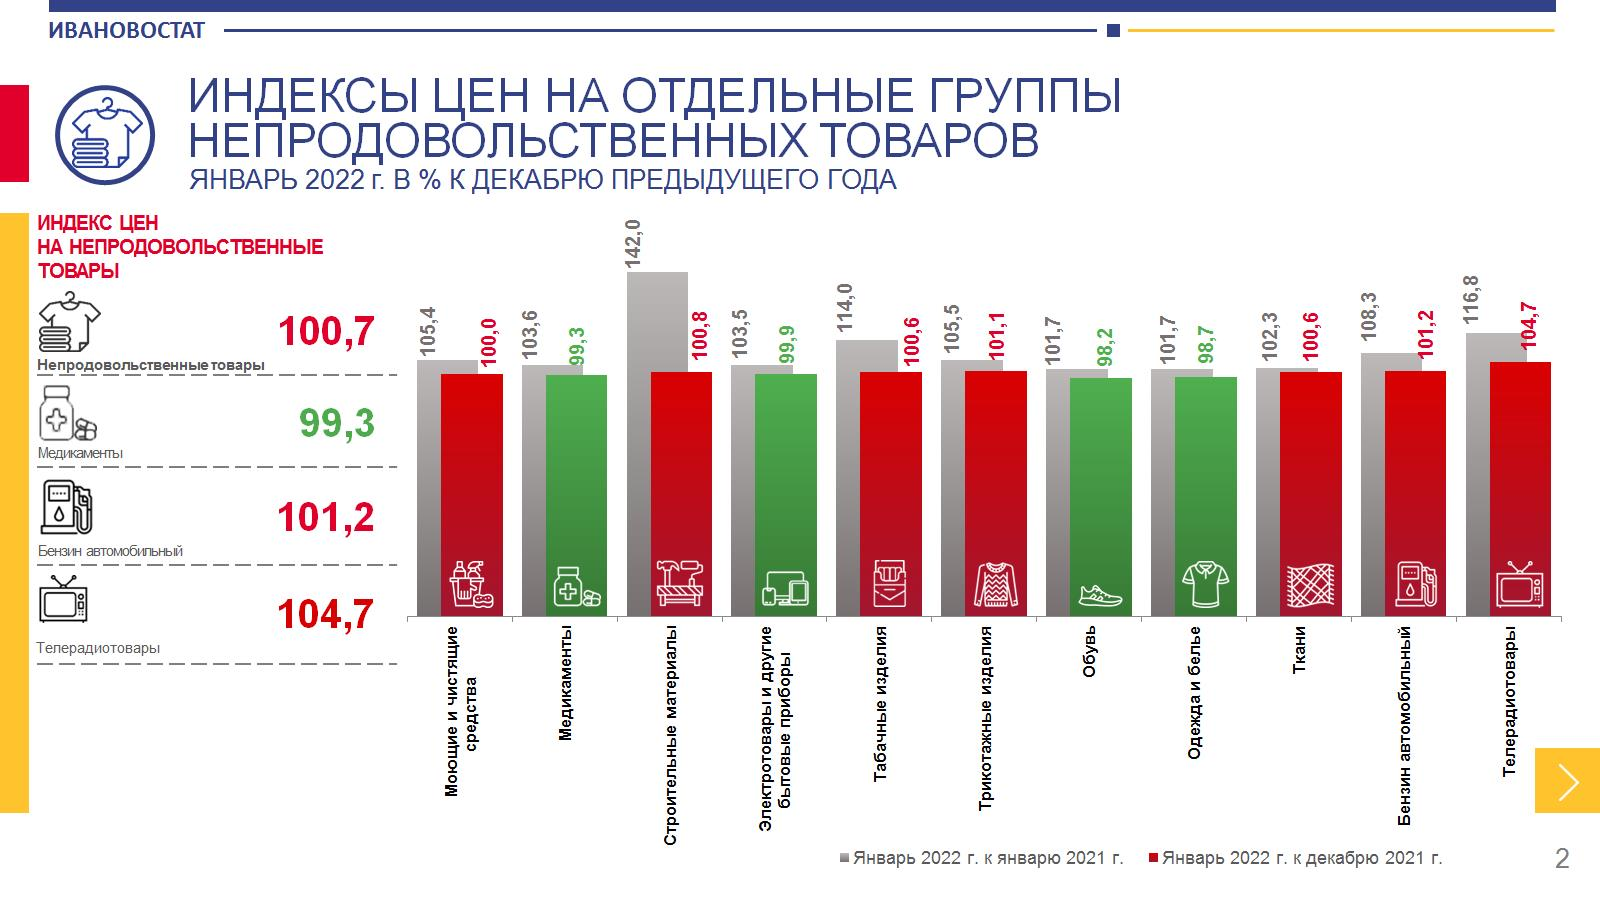 ИВАНОВОСТАТ
ИНДЕКСЫ ЦЕН НА ОТДЕЛЬНЫЕ ГРУППЫ
НЕПРОДОВОЛЬСТВЕННЫХ ТОВАРОВ
ЯНВАРЬ 2022 г. В % К ДЕКАБРЮ ПРЕДЫДУЩЕГО ГОДА
ИНДЕКС ЦЕН
НА НЕПРОДОВОЛЬСТВЕННЫЕ
ТОВАРЫ
100,7
Непродовольственные товары
99,3
Медикаменты
101,2
Бензин автомобильный
104,7
Телерадиотовары
105,4
100,0
103,6
99,3
142,0
100,8
103,5
99,9
114,0
100,6
105,5
101,1
101,7
98,2
101,7
98,7
102,3
100,6
108,3
101,2
116,8
104,7
Моющие и чистящие
средства
Медикаменты
Строительные материалы
Электротовары и другие
бытовые приборы
Табачные изделия
Трикотажные изделия
Обувь
Одежда и белье
Ткани
Бензин автомобильный
Телерадиотовары
Январь 2022 г. к январю 2021 г.
Январь 2022 г. к декабрю 2021 г.
2